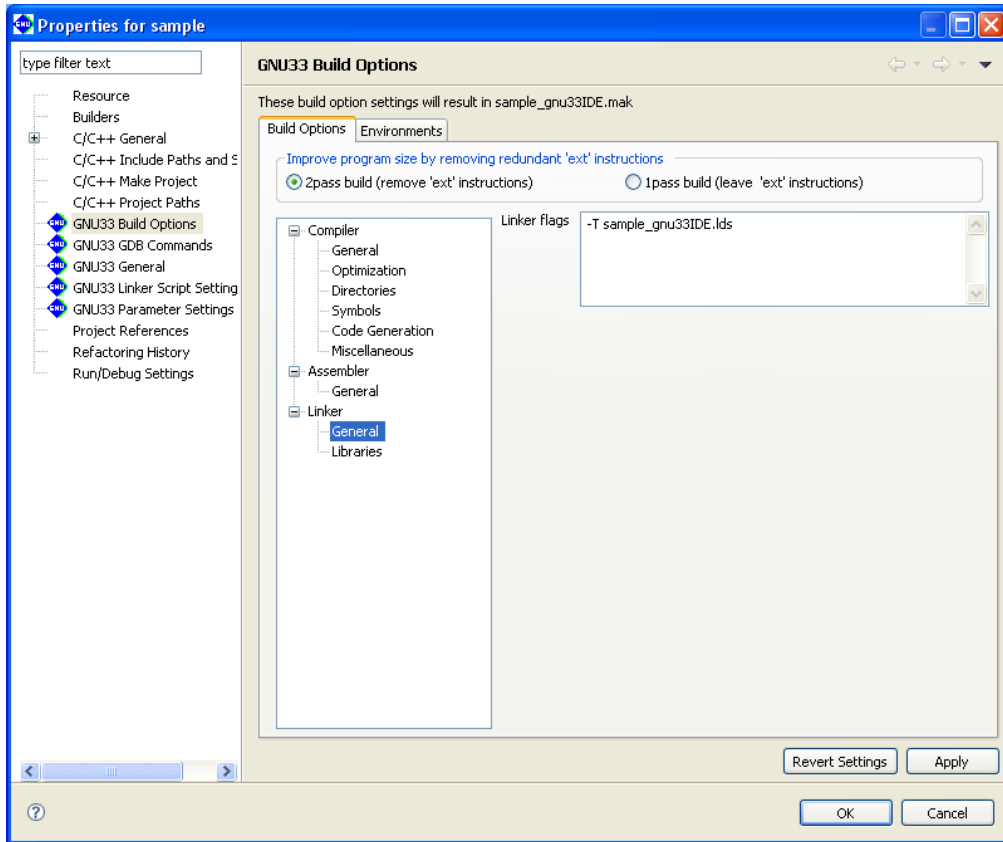 Properties for sample
type filter text
Resource
Builders
C/C++ General
C/C++ Include Paths and S
C/C++ Make Project
C/C++ Project Paths
GNU33 Build Options
GNU33 GDB Commands
GNU33 General
GNU33 Linker Script Setting
GNU33 Parameter Settings
Project References
Refactoring History
Run/Debug Settings
GNU33 Build Options
These build option settings will result in sample_gnu33IDE.mak
Build Options Environments
Improve program size by removing redundant 'ext' instructions
2pass build (remove 'ext' instructions) 1pass build (leave 'ext' instructions)
Compiler
General
Optimization
Directories
Symbols
Code Generation
Miscellaneous
Assembler
General
Linker
General
Libraries
Linker flags -T sample_gnu33IDE.lds
Revert Settings Apply
OK Cancel